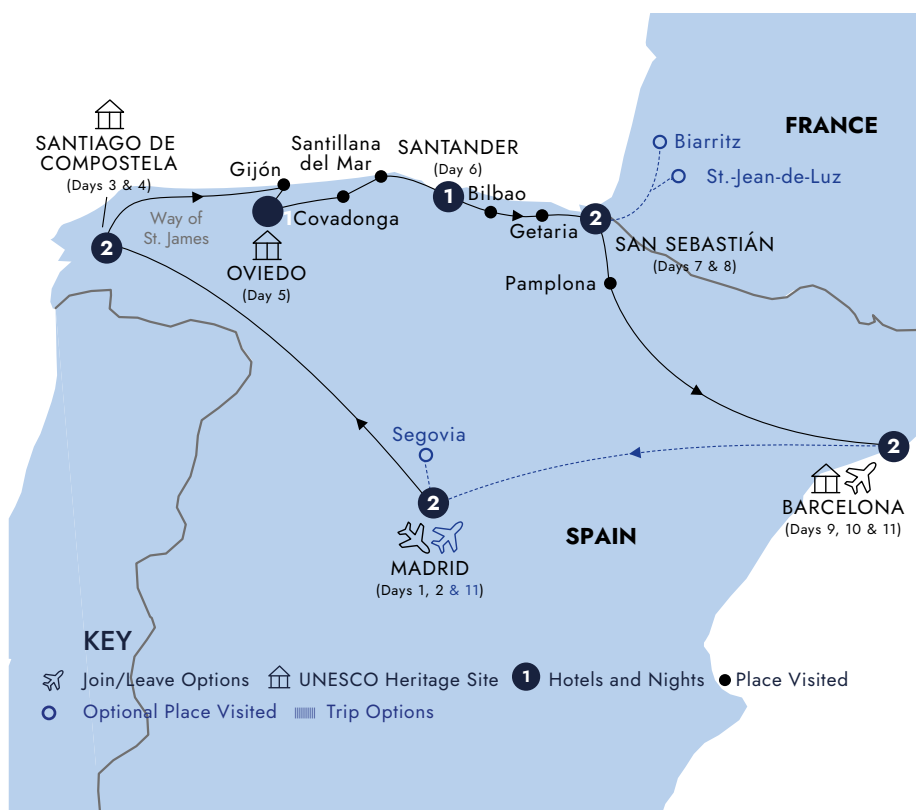 SANTIAGO DE
COMPOSTELA
(Days 3 & 4)
2
Way of
St. James
Gijón
1
OVIEDO
(Day 5)
Covadonga
Santillana
del Mar
SANTANDER
(Day 6)
1
Bilbao
Getaria
2
SAN SEBASTIÁN
(Days 7 & 8)
Biarritz
St.-Jean-de-Luz
FRANCE
Pamplona
2
BARCELONA
(Days 9, 10 & 11)
Segovia
2
MADRID
(Days 1, 2 & 11)
SPAIN
KEY
Join/Leave Options
UNESCO Heritage Site
1
Hotels and Nights
Place Visited
Optional Place Visited
Trip Options